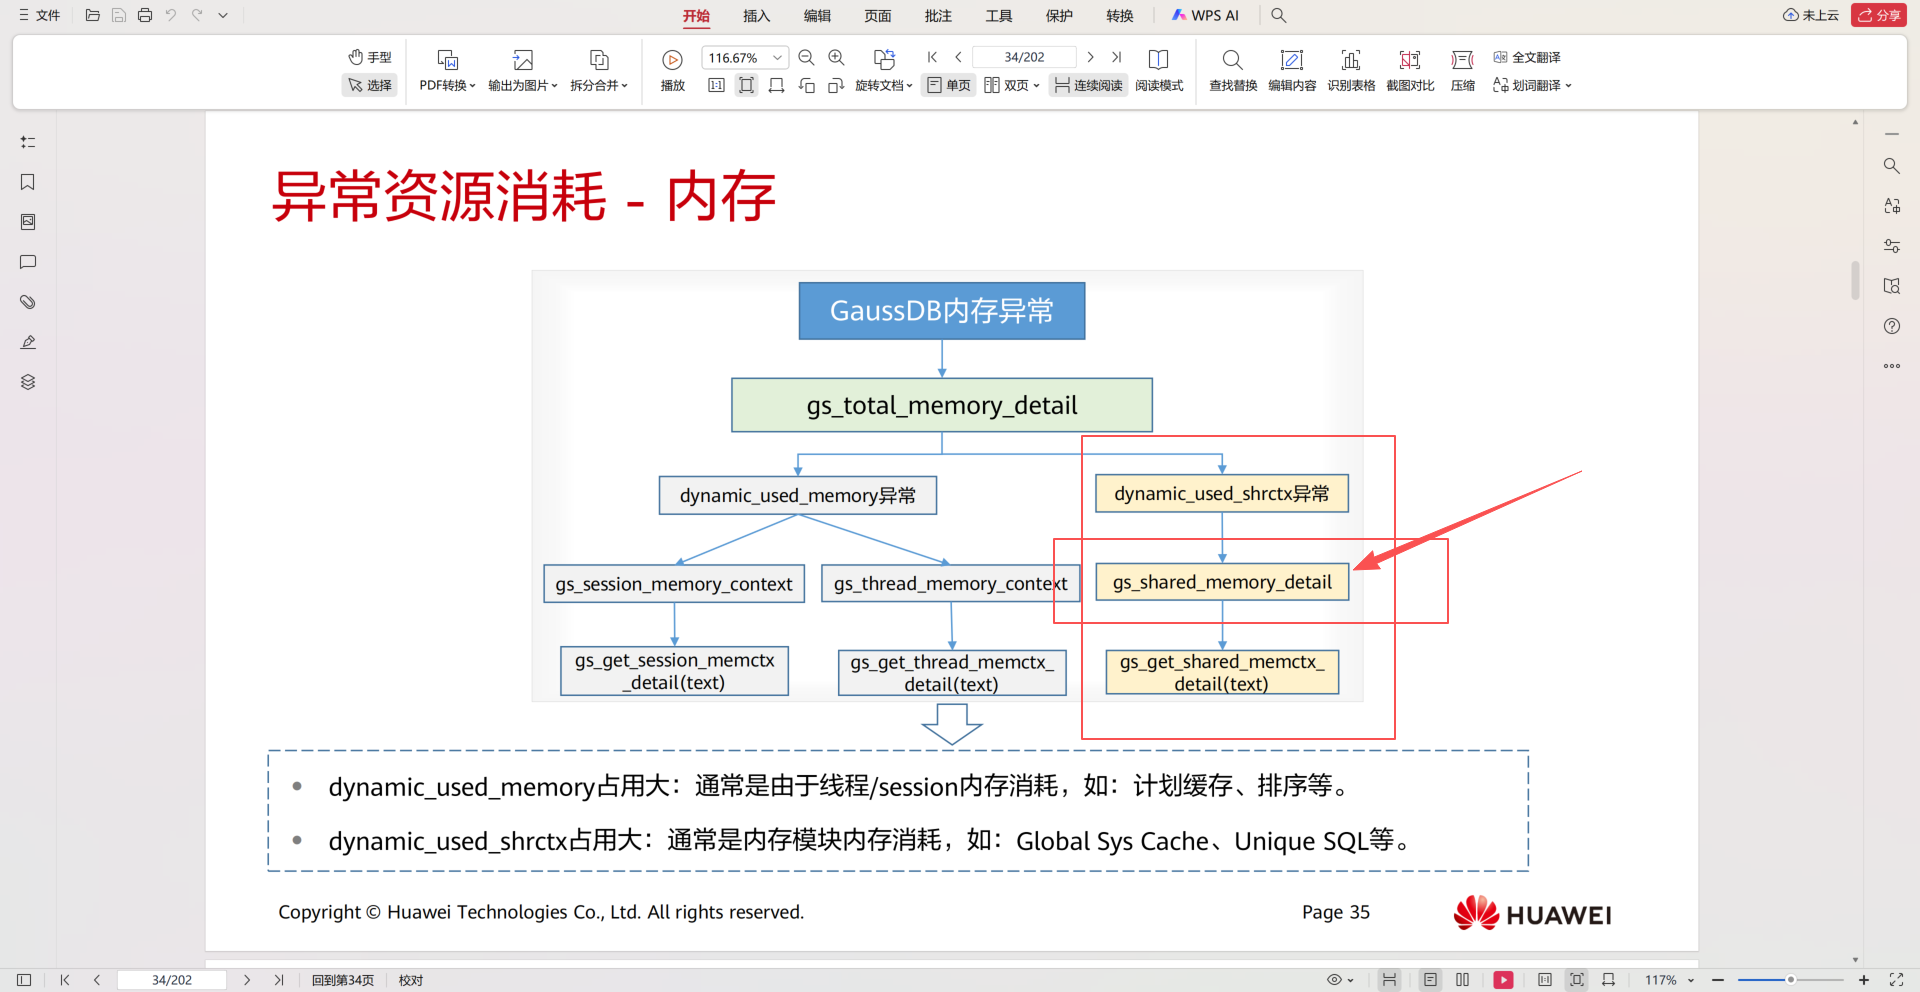 文件
开始
插入
编辑
页面
批注
工具
保护
转换
WPS AI
未上云
分享
手型
选择
PDF转换
输出为图片
拆分合并
播放
116.67%
旋转文档
34/202
单页
双页
连续阅读
阅读模式
查找替换
编辑内容
识别表格
截图对比
压缩
全文翻译
划词翻译
异常资源消耗 - 内存
GaussDB内存异常
gs_total_memory_detail
dynamic_used_memory异常
dynamic_used_shrctx异常
gs_session_memory_context
gs_thread_memory_context
gs_shared_memory_detail
gs_get_session_memctx
_detail(text)
gs_get_thread_memctx_
detail(text)
gs_get_shared_memctx_
detail(text)
• dynamic_used_memory占用大：通常是由于线程/session内存消耗，如：计划缓存、排序等。
• dynamic_used_shrctx占用大：通常是内存模块内存消耗，如：Global Sys Cache、Unique SQL等。
Copyright © Huawei Technologies Co., Ltd. All rights reserved.
Page 35
HUAWEI
34/202
回到第34页
校对
117%